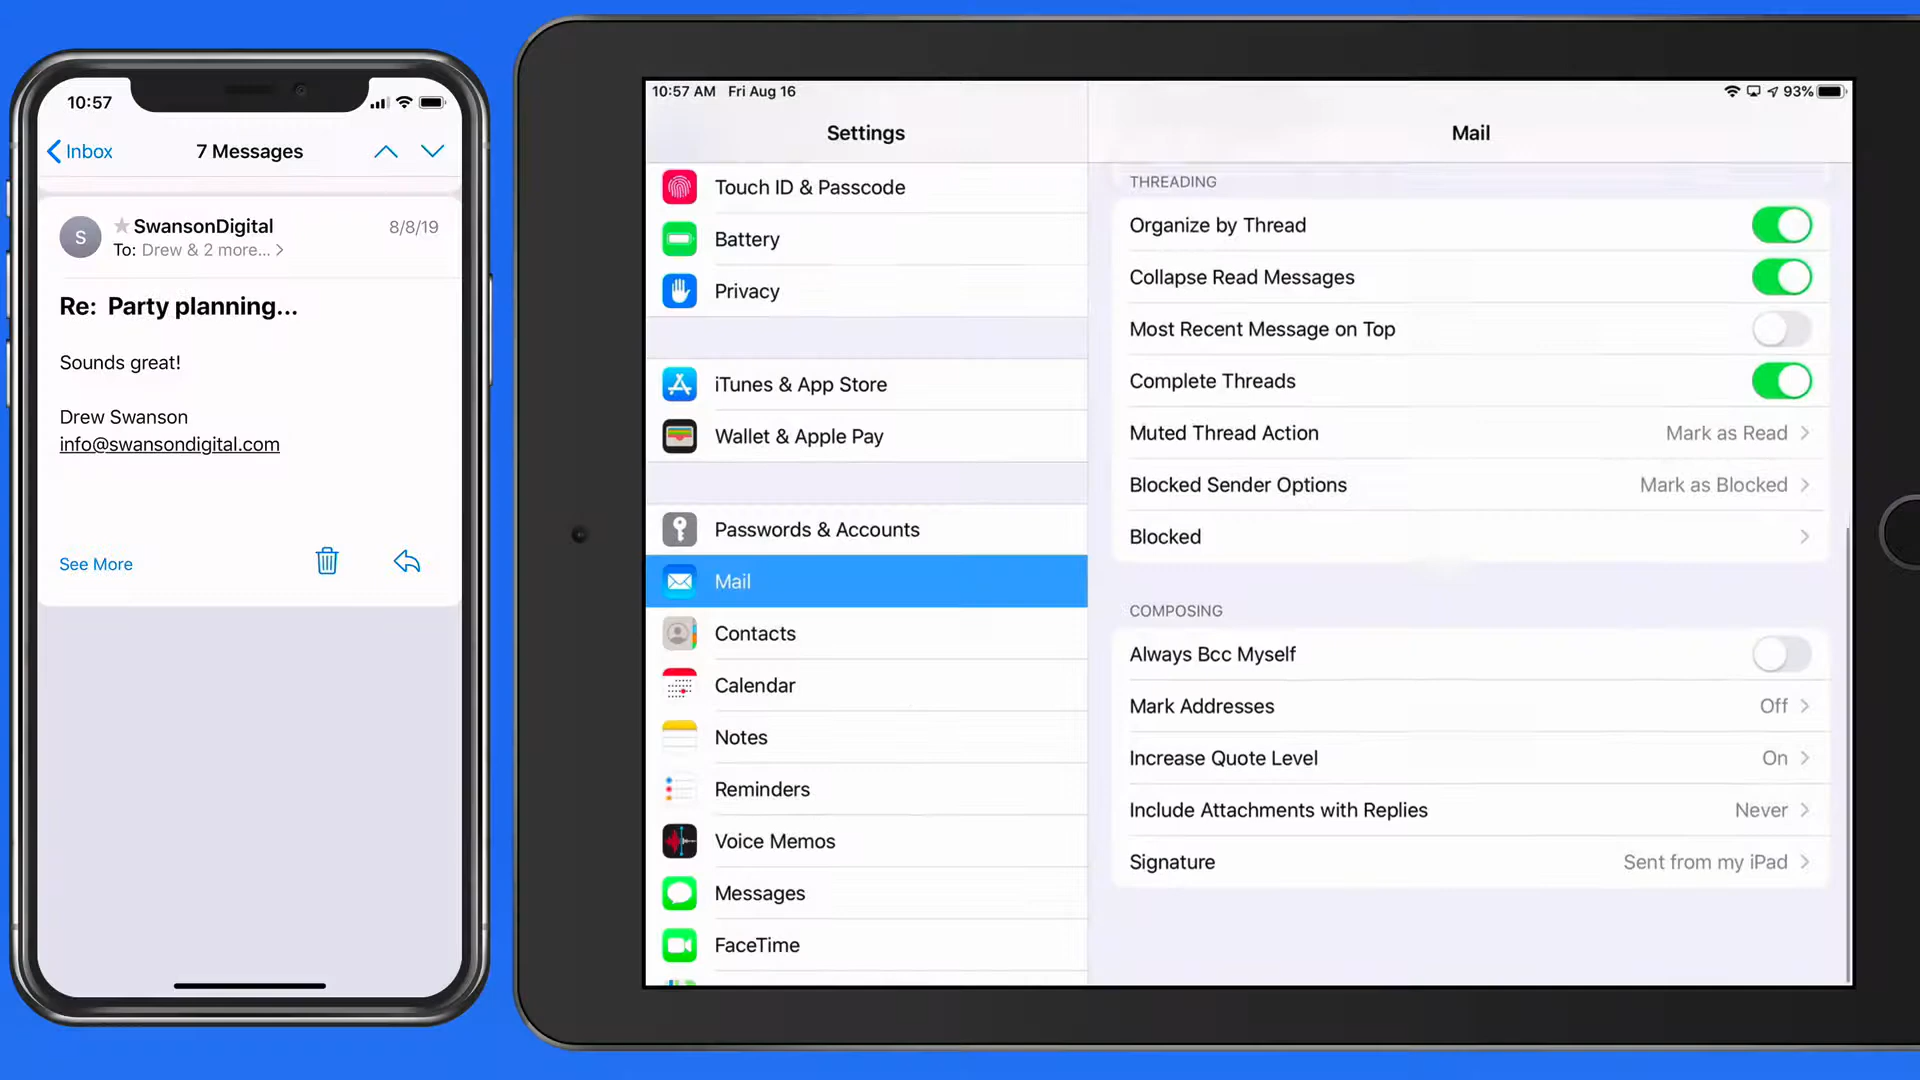 10:57
Inbox
7 Messages
S
SwansonDigital
8/8/19
To: Drew & 2 more...
Re: Party planning...
Sounds great!
Drew Swanson
info@swansondigital.com
See More
10:57 AM Fri Aug 16
93%
Settings
Touch ID & Passcode
Battery
Privacy
iTunes & App Store
Wallet & Apple Pay
Passwords & Accounts
Mail
Contacts
Calendar
Notes
Reminders
Voice Memos
Messages
FaceTime
Mail
THREADING
Organize by Thread
Collapse Read Messages
Most Recent Message on Top
Complete Threads
Muted Thread Action Mark as Read
Blocked Sender Options Mark as Blocked
Blocked
COMPOSING
Always Bcc Myself
Mark Addresses Off
Increase Quote Level On
Include Attachments with Replies Never
Signature Sent from my iPad